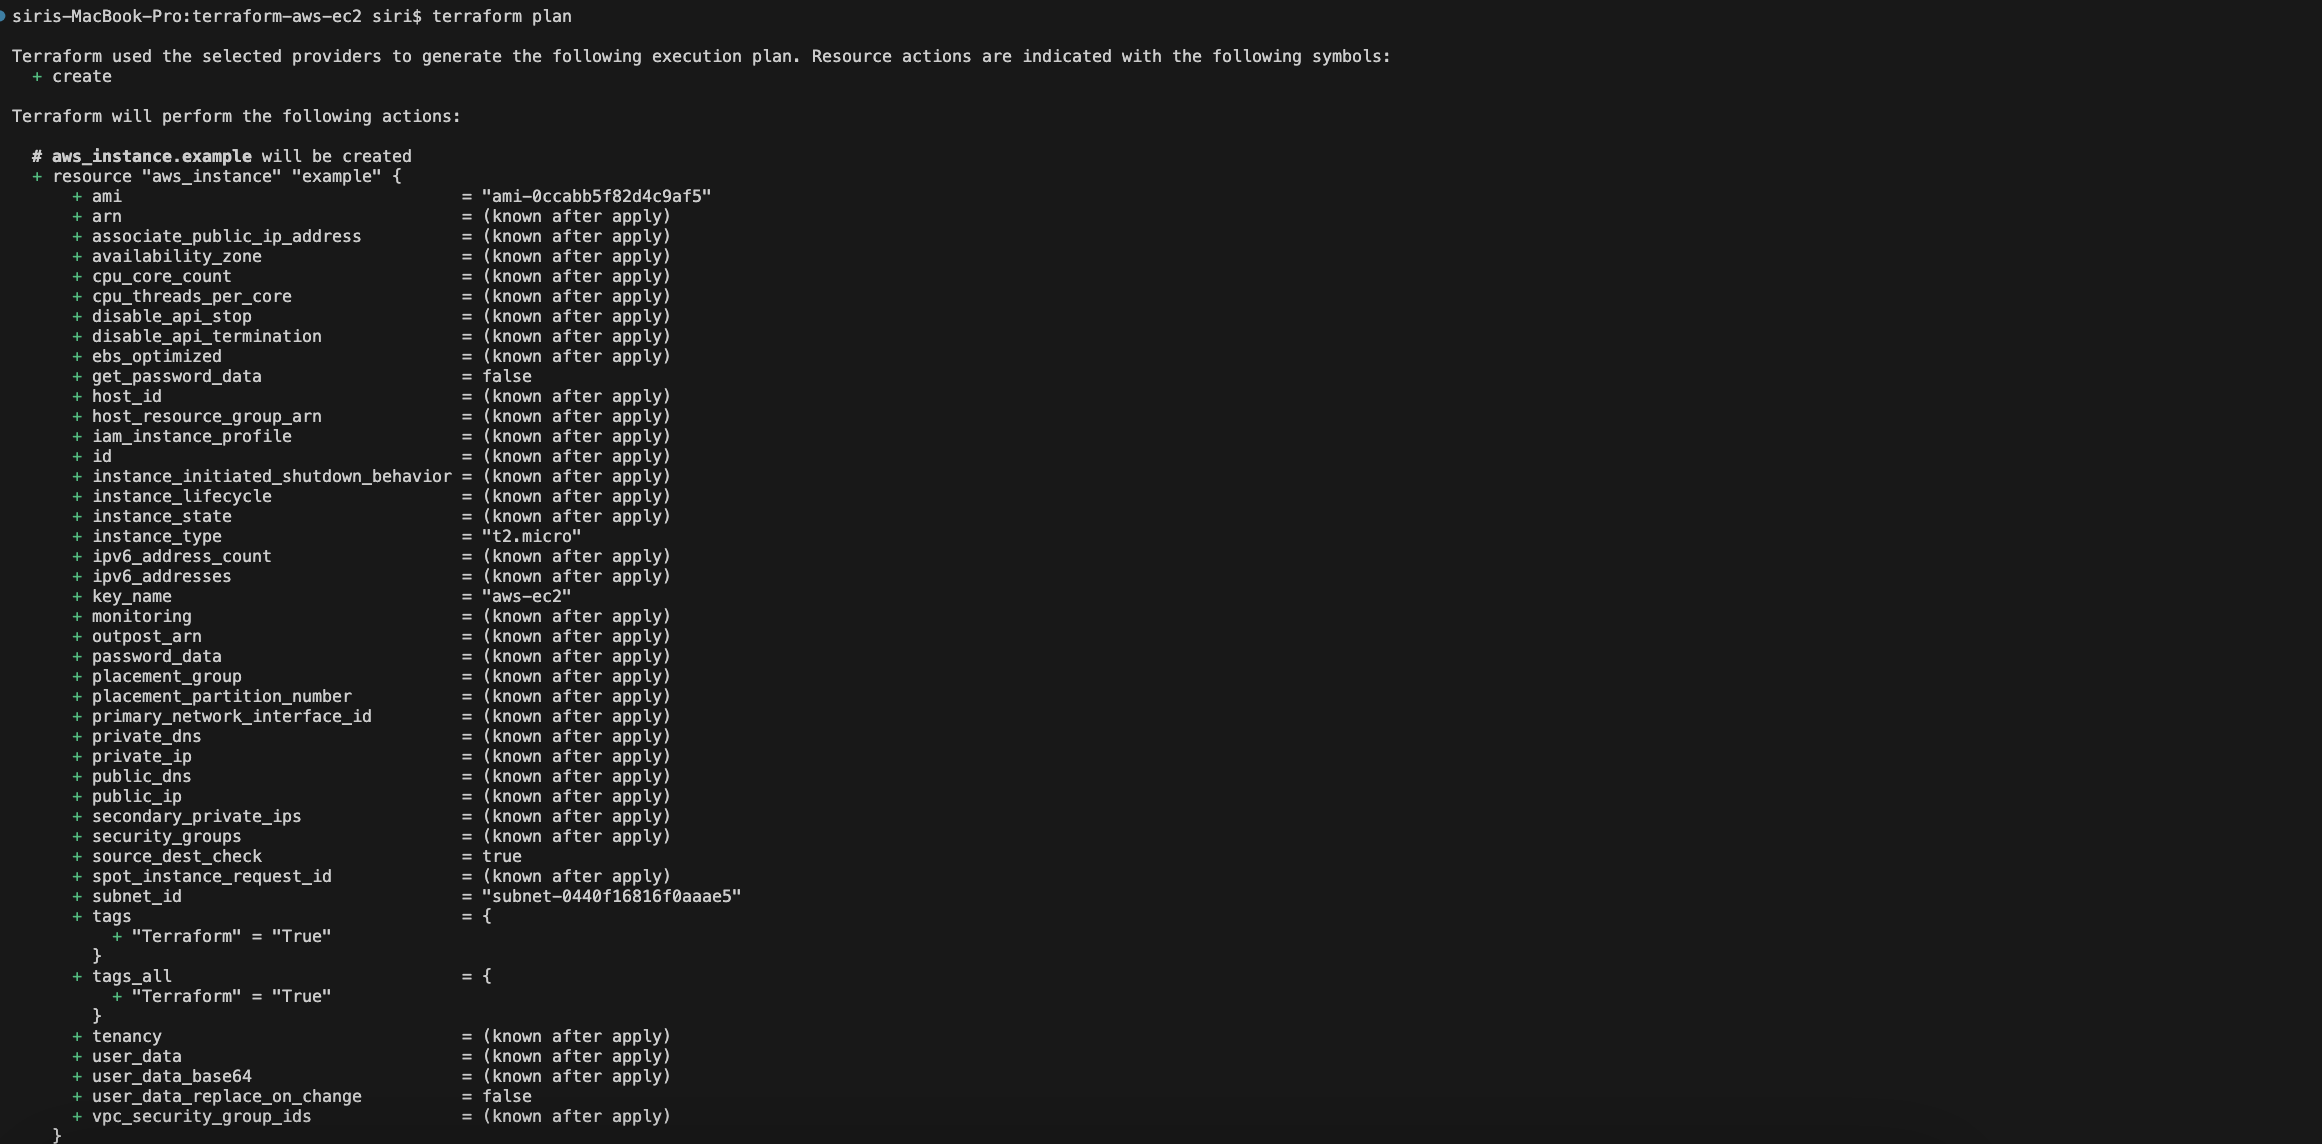 siris-MacBook-Pro:terraform-aws-ec2 siri$ terraform plan
Terraform used the selected providers to generate the following execution plan. Resource actions are indicated with the following symbols:
+ create
Terraform will perform the following actions:
# aws_instance.example will be created
+ resource "aws_instance" "example" {
+ ami = "ami-0ccabb5f82d4c9af5"
+ arn = (known after apply)
+ associate_public_ip_address = (known after apply)
+ availability_zone = (known after apply)
+ cpu_core_count = (known after apply)
+ cpu_threads_per_core = (known after apply)
+ disable_api_stop = (known after apply)
+ disable_api_termination = (known after apply)
+ ebs_optimized = (known after apply)
+ get_password_data = false
+ host_id = (known after apply)
+ host_resource_group_arn = (known after apply)
+ iam_instance_profile = (known after apply)
+ id = (known after apply)
+ instance_initiated_shutdown_behavior = (known after apply)
+ instance_lifecycle = (known after apply)
+ instance_state = (known after apply)
+ instance_type = "t2.micro"
+ ipv6_address_count = (known after apply)
+ ipv6_addresses = (known after apply)
+ key_name = "aws-ec2"
+ monitoring = (known after apply)
+ outpost_arn = (known after apply)
+ password_data = (known after apply)
+ placement_group = (known after apply)
+ placement_partition_number = (known after apply)
+ primary_network_interface_id = (known after apply)
+ private_dns = (known after apply)
+ private_ip = (known after apply)
+ public_dns = (known after apply)
+ public_ip = (known after apply)
+ secondary_private_ips = (known after apply)
+ security_groups = (known after apply)
+ source_dest_check = true
+ spot_instance_request_id = (known after apply)
+ subnet_id = "subnet-0440f16816f0aaae5"
+ tags = {
+ "Terraform" = "True"
}
+ tags_all = {
+ "Terraform" = "True"
}
+ tenancy = (known after apply)
+ user_data = (known after apply)
+ user_data_base64 = (known after apply)
+ user_data_replace_on_change = false
+ vpc_security_group_ids = (known after apply)
}